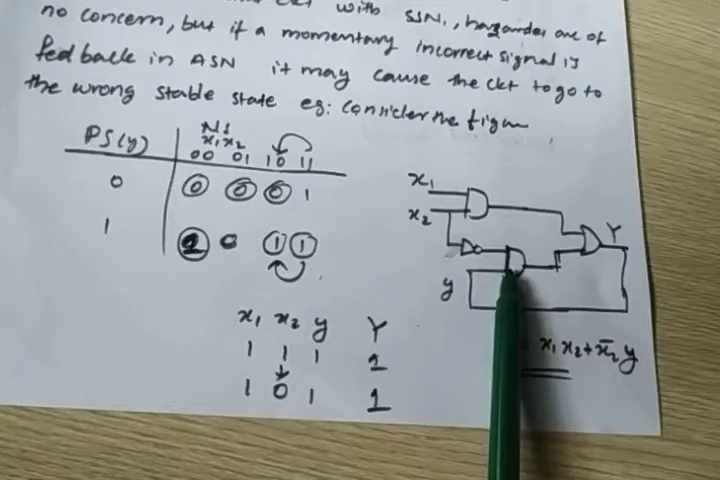 with SSN., hazardes are of
no concern, but if a momentary incorrect signal is
fed back in ASN it may cause the ckt to go to
the wrong stable state eg: consider the figur
PS(y) NS
x₁x₂
00 01 10 11
0 0 0 0 1
1 1 0 1 1
x₁ x₂ y Y
1 1 1 1
1 0 1 1
x₁
x₂
Y
y
= x₁x₂+x̄₂y